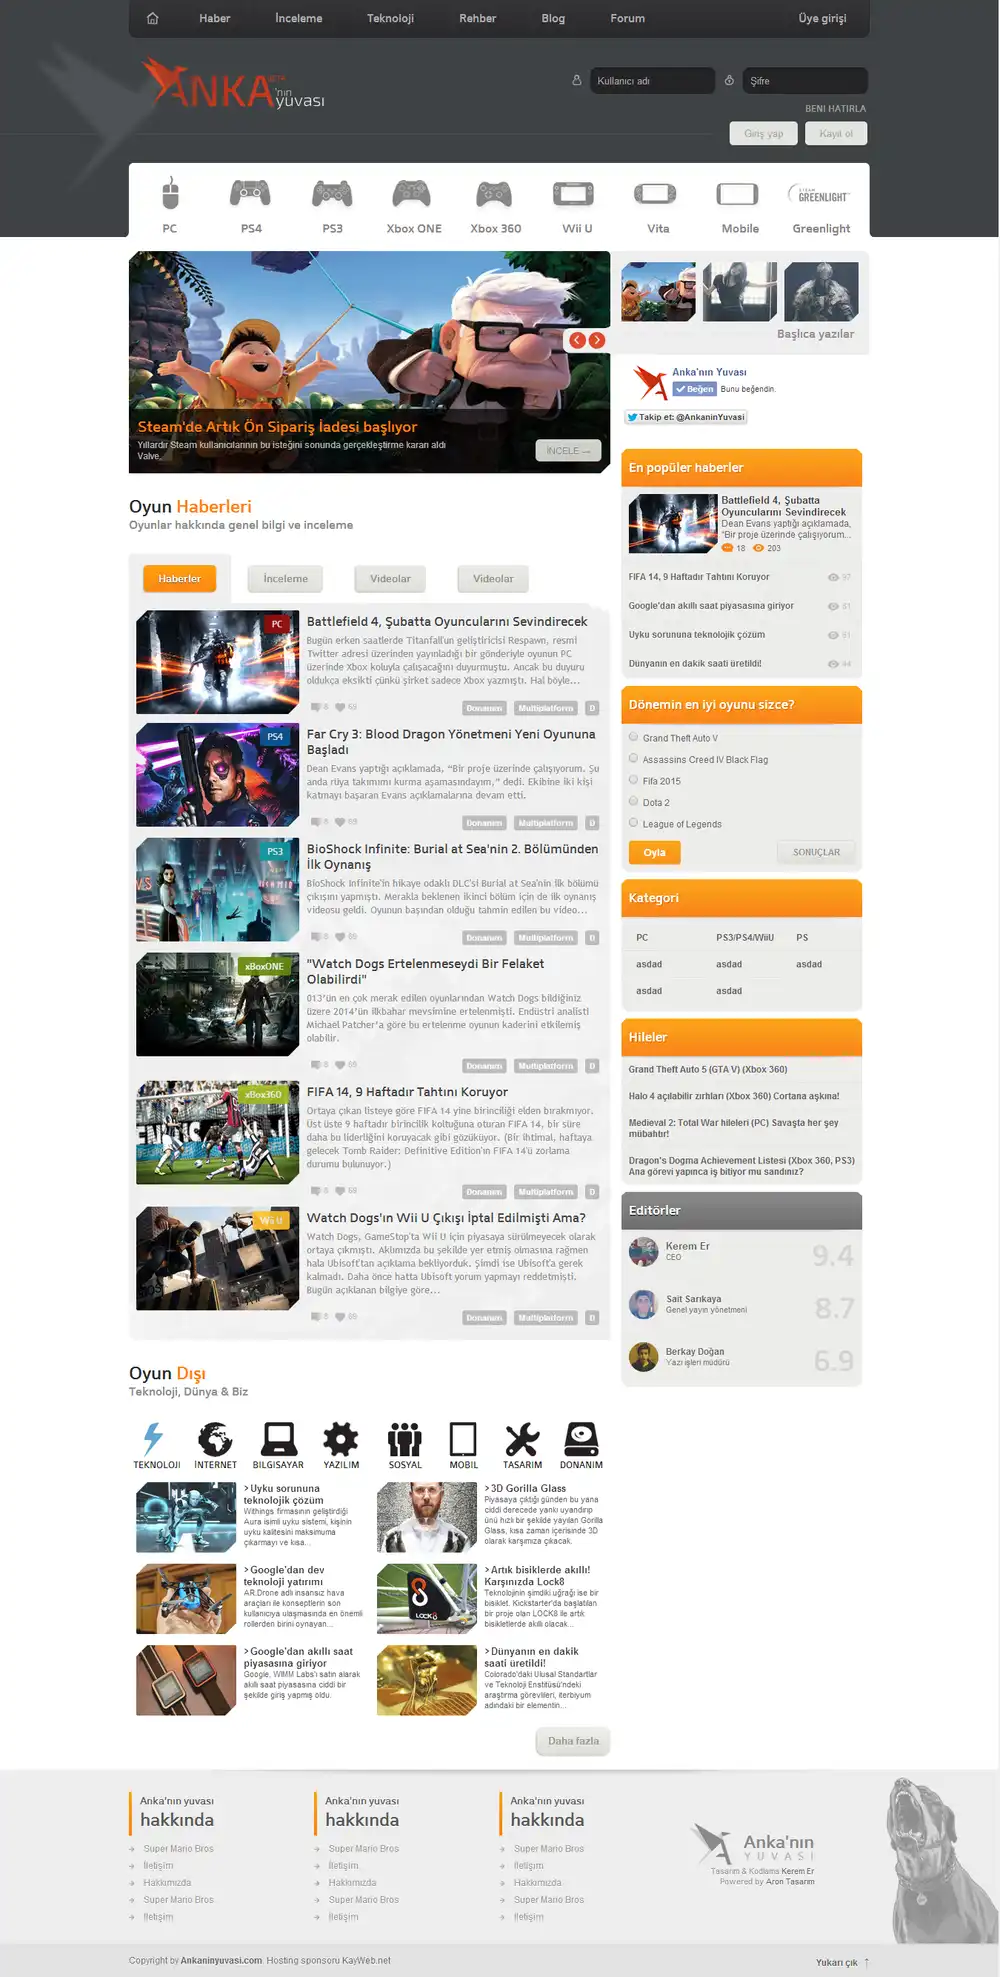 Haber İnceleme Teknoloji Rehber Blog Forum Üye girişi
ANKA'nın yuvası
Kullanıcı adı Şifre
BENI HATIRLA
Giriş yap Kayıt ol
STEAM GREENLIGHT
PC PS4 PS3 Xbox ONE Xbox 360 Wii U Vita Mobile Greenlight
Steam'de Artık Ön Sipariş İadesi başlıyor
Yıllardır Steam kullanıcılarının bu isteğini sonunda gerçekleştirme kararı aldı
Valve.
İNCELE →
Başlıca yazılar
Anka'nın Yuvası
Beğen Bunu beğendin.
Takip et: @AnkaninYuvasi
Oyun Haberleri
Oyunlar hakkında genel bilgi ve inceleme
Haberler İnceleme Videolar Videolar
PC
Battlefield 4, Şubatta Oyuncularını Sevindirecek
Bugün erken saatlerde Titanfall'un geliştiricisi Respawn, resmi
Twitter adresi üzerinden yayınladığı bir gönderiyle oyunun PC
üzerinde Xbox koluyla çalışacağını duyurmuştu. Ancak bu duyuru
oldukça eksikti çünkü şirket sadece Xbox yazmıştı. Hal böyle...
Donanım Multiplatform D
PS4
Far Cry 3: Blood Dragon Yönetmeni Yeni Oyununa
Başladı
Dean Evans yaptığı açıklamada, “Bir proje üzerinde çalışıyorum. Şu
anda rüya takımımı kurma aşamasındayım,” dedi. Ekibine iki kişi
katmayı başaran Evans açıklamalarına devam etti.
Donanım Multiplatform D
PS3
BioShock Infinite: Burial at Sea'nin 2. Bölümünden
İlk Oynanış
BioShock Infinite'in hikaye odaklı DLC'si Burial at Sea'nin ilk bölümü
çıkışını yapmıştı. Merakla beklenen ikinci bölüm için de ilk oynanış
videosu geldi. Oyunun başından olduğu tahmin edilen bu video...
Donanım Multiplatform D
xBoxONE
"Watch Dogs Ertelenmeseydi Bir Felaket
Olabilirdi"
013'ün en çok merak edilen oyunlarından Watch Dogs bildiğiniz
üzere 2014'ün ilkbahar mevsimine ertelenmişti. Endüstri analisti
Michael Patcher'a göre bu ertelenme oyunun kaderini etkilemiş
olabilir.
Donanım Multiplatform D
xBox360
FIFA 14, 9 Haftadır Tahtını Koruyor
Ortaya çıkan listeye göre FIFA 14 yine birinciliği elden bırakmıyor.
Üst üste 9 haftadır birincilik koltuğuna oturan FIFA 14, bir süre
daha bu liderliğini koruyacak gibi gözüküyor. (Bir ihtimal, haftaya
gelecek Tomb Raider: Definitive Edition'ın FIFA 14'ü zorlama
durumu bulunuyor.)
Donanım Multiplatform D
Wii U
Watch Dogs'ın Wii U Çıkışı İptal Edilmişti Ama?
Watch Dogs, GameStop'ta Wii U için piyasaya sürülmeyecek olarak
ortaya çıkmıştı. Aklımızda bu şekilde yer etmiş olmasına rağmen
hala Ubisoft'tan açıklama bekliyorduk. Şimdi ise Ubisoft'a gerek
kalmadı. Daha önce hatta Ubisoft yorum yapmayı reddetmişti.
Bugün açıklanan bilgiye göre...
Donanım Multiplatform D
En popüler haberler
Battlefield 4, Şubatta
Oyuncularını Sevindirecek
Dean Evans yaptığı açıklamada,
“Bir proje üzerinde çalışıyorum...
18 203
FIFA 14, 9 Haftadır Tahtını Koruyor 97
Google'dan akıllı saat piyasasına giriyor
Uyku sorununa teknolojik çözüm
Dünyanın en dakik saati üretildi!
Dönemin en iyi oyunu sizce?
Grand Theft Auto V
Assassins Creed IV Black Flag
Fifa 2015
Dota 2
League of Legends
Oyla SONUÇLAR
Kategori
PC PS3/PS4/WiiU PS
asdad asdad asdad
asdad asdad
Hileler
Grand Theft Auto 5 (GTA V) (Xbox 360)
Halo 4 açılabilir zırhları (Xbox 360) Cortana aşkına!
Medieval 2: Total War hileleri (PC) Savaşta her şey
mübahtır!
Dragon's Dogma Achievement Listesi (Xbox 360, PS3)
Ana görevi yapınca iş bitiyor mu sandınız?
Editörler
Kerem Er
CEO
9.4
Sait Sarıkaya
Genel yayın yönetmeni
8.7
Berkay Doğan
Yazı işleri müdürü
6.9
Oyun Dışı
Teknoloji, Dünya & Biz
TEKNOLOJI İNTERNET BILGISAYAR YAZILIM SOSYAL MOBIL TASARIM DONANIM
> Uyku sorununa
teknolojik çözüm
Withings firmasının geliştirdiği
Aura isimli uyku sistemi, kişinin
uyku kalitesini maksimuma
çıkarmayı ve kısa...
> 3D Gorilla Glass
Piyasaya çıktığı günden bu yana
ciddi derecede yankı uyandırıp
ünü hızlı bir şekilde yayılan Gorilla
Glass, kısa zaman içerisinde 3D
olarak karşımıza çıkacak.
> Google'dan dev
teknoloji yatırımı
AR.Drone adlı insansız hava
araçları ile konseptlerin son
kullanıcıya ulaşmasında en önemli
rollerden birini oynayan...
LOCK8
> Artık bisiklerde akıllı!
Karşınızda Lock8
Teknolojinin şimdiki uğrağı ise bir
bisiklet. Kickstarter'da başlatılan
bir proje olan LOCK8 ile artık
bisikletlerde akıllı olacak...
> Google'dan akıllı saat
piyasasına giriyor
Google, WIMM Labs'ı satın alarak
akıllı saat piyasasına ciddi bir
şekilde giriş yapmış oldu.
> Dünyanın en dakik
saati üretildi!
Colorado'daki Ulusal Standartlar
ve Teknoloji Enstitüsü'ndeki
araştırma görevlileri, iterbiyum
adındaki bir elementin...
Daha fazla
Anka'nın yuvası
hakkında
Super Mario Bros
İletişim
Hakkımızda
Super Mario Bros
İletişim
Anka'nın yuvası
hakkında
Super Mario Bros
İletişim
Hakkımızda
Super Mario Bros
İletişim
Anka'nın yuvası
hakkında
Super Mario Bros
İletişim
Hakkımızda
Super Mario Bros
İletişim
Anka'nın
YUVASI
Tasarım & Kodlama Kerem Er
Powered by Aron Tasarım
Copyright by Ankaninyuvasi.com. Hosting sponsoru KayWeb.net
Yukarı çık ↑